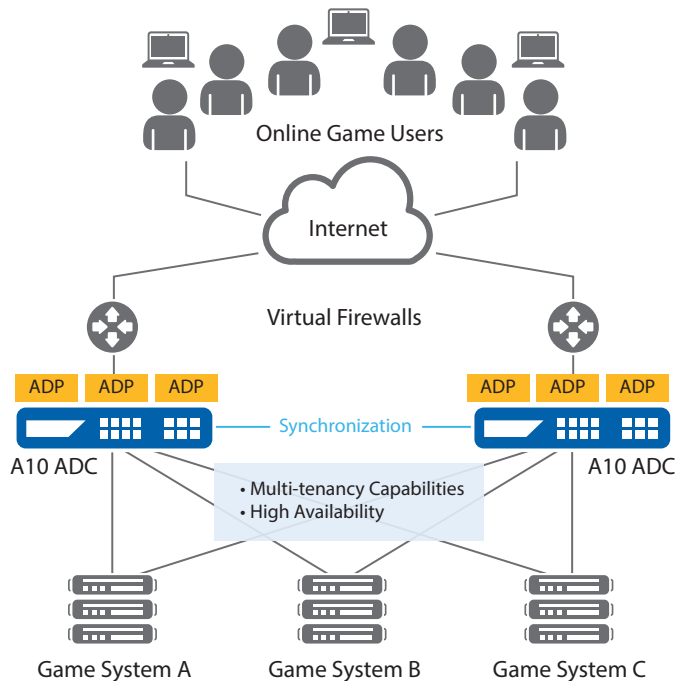 Online Game Users
Internet
Virtual Firewalls
ADP ADP ADP
ADP ADP ADP
Synchronization
A10 ADC
A10 ADC
• Multi-tenancy Capabilities
• High Availability
Game System A
Game System B
Game System C